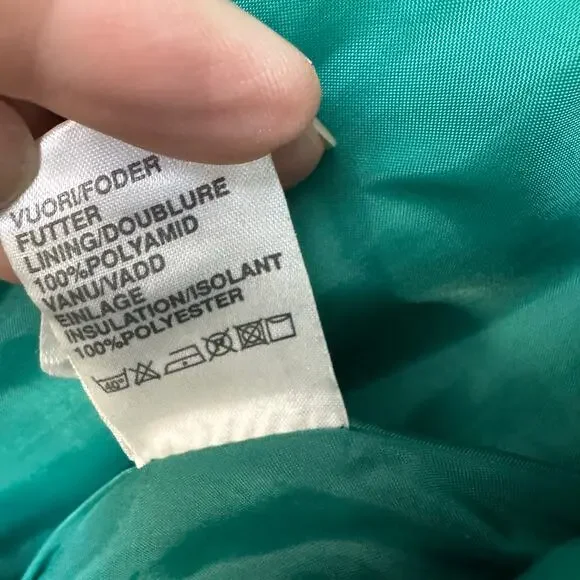 VUORI/FODER
FUTTER
LINING/DOUBLURE
100%POLYAMID
VANU/VADD
EINLAGE
INSULATION/ISOLANT
100%POLYESTER
40°